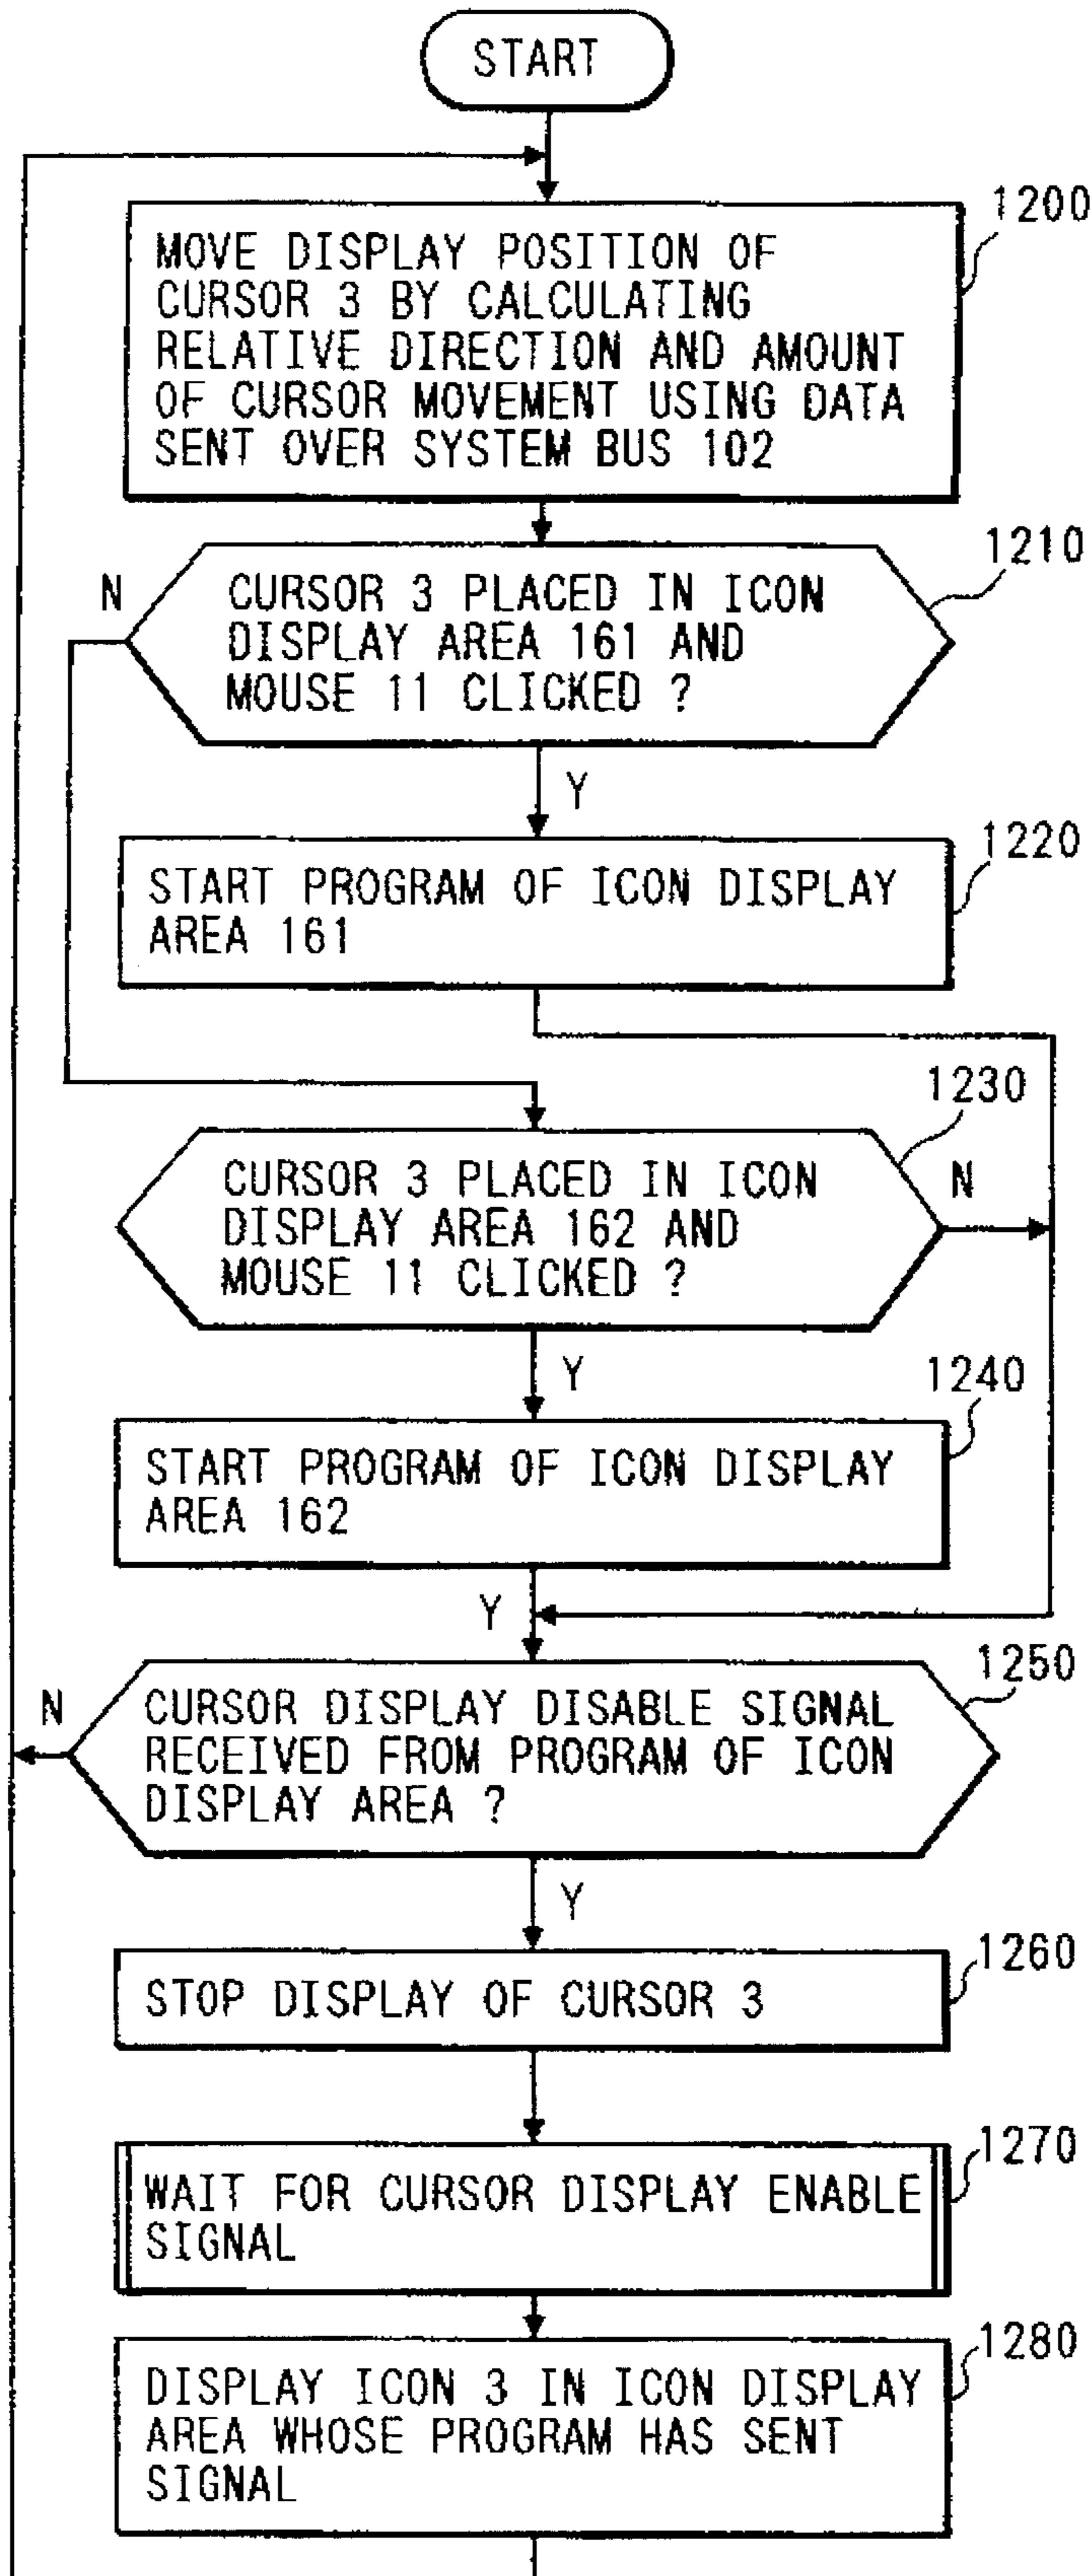 START
1200
MOVE DISPLAY POSITION OF
CURSOR 3 BY CALCULATING
RELATIVE DIRECTION AND AMOUNT
OF CURSOR MOVEMENT USING DATA
SENT OVER SYSTEM BUS 102
1210
N
CURSOR 3 PLACED IN ICON
DISPLAY AREA 161 AND
MOUSE 11 CLICKED ?
Y
1220
START PROGRAM OF ICON DISPLAY
AREA 161
1230
CURSOR 3 PLACED IN ICON
DISPLAY AREA 162 AND
MOUSE 11 CLICKED ?
N
Y
1240
START PROGRAM OF ICON DISPLAY
AREA 162
Y
1250
N
CURSOR DISPLAY DISABLE SIGNAL
RECEIVED FROM PROGRAM OF ICON
DISPLAY AREA ?
Y
1260
STOP DISPLAY OF CURSOR 3
1270
WAIT FOR CURSOR DISPLAY ENABLE
SIGNAL
1280
DISPLAY ICON 3 IN ICON DISPLAY
AREA WHOSE PROGRAM HAS SENT
SIGNAL